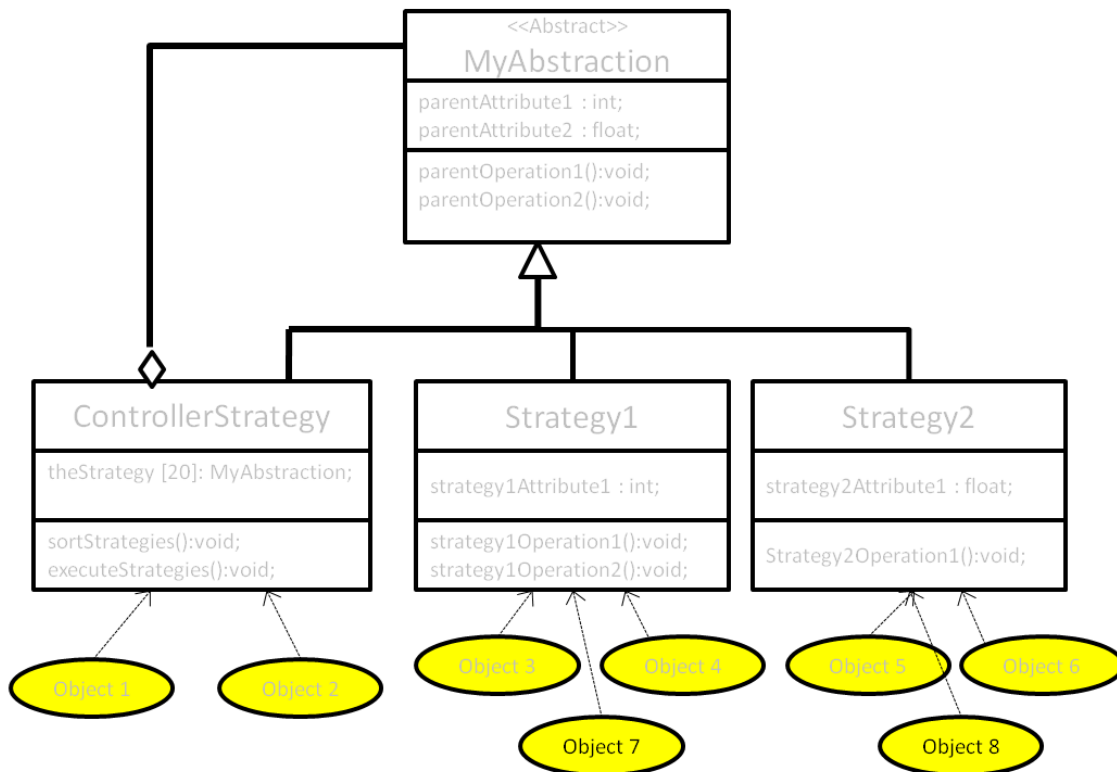 <<Abstract>>
MyAbstraction
parentAttribute1 : int;
parentAttribute2 : float;
parentOperation1():void;
parentOperation2():void;
ControllerStrategy
theStrategy [20]: MyAbstraction;
sortStrategies():void;
executeStrategies():void;
Strategy1
strategy1Attribute1 : int;
strategy1Operation1():void;
strategy1Operation2():void;
Strategy2
strategy2Attribute1 : float;
Strategy2Operation1():void;
Object 1
Object 2
Object 3
Object 4
Object 5
Object 6
Object 7
Object 8